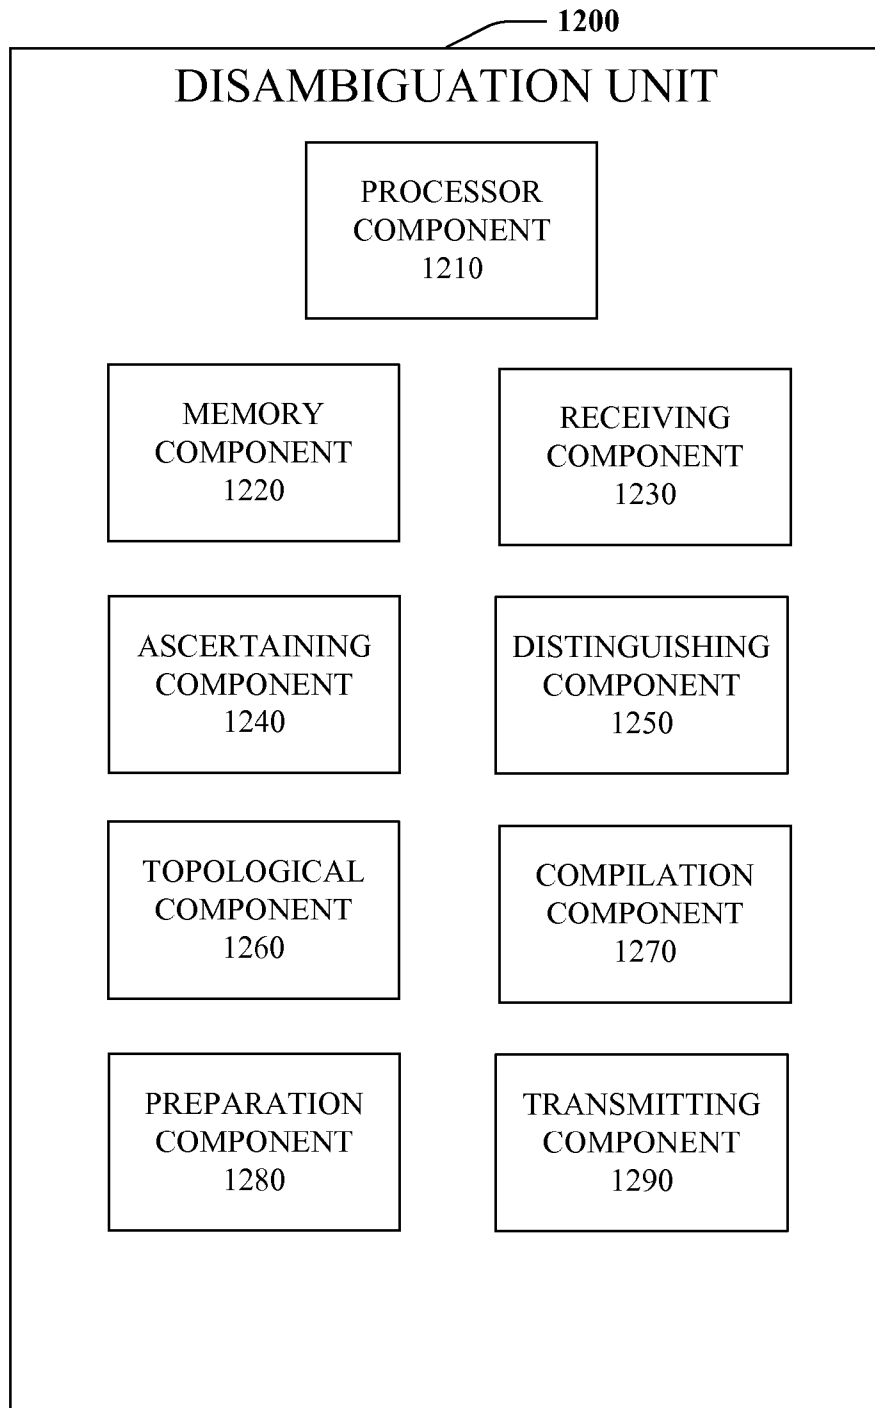 1200
DISAMBIGUATION UNIT
PROCESSOR
COMPONENT
1210
MEMORY
COMPONENT
1220
RECEIVING
COMPONENT
1230
ASCERTAINING
COMPONENT
1240
DISTINGUISHING
COMPONENT
1250
TOPOLOGICAL
COMPONENT
1260
COMPILATION
COMPONENT
1270
PREPARATION
COMPONENT
1280
TRANSMITTING
COMPONENT
1290